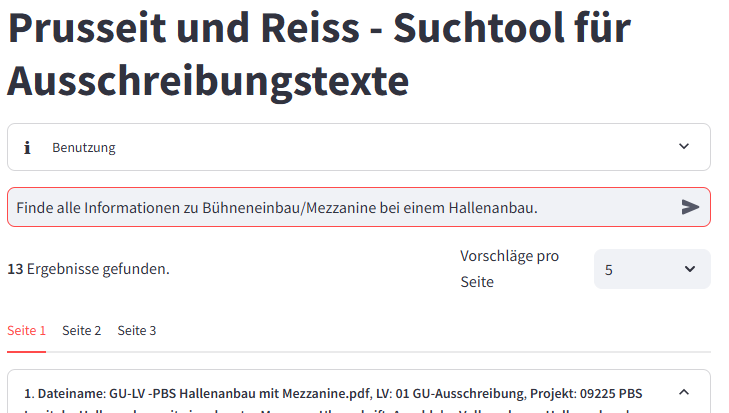 Prusseit und Reiss - Suchtool für
Ausschreibungstexte
Benutzung
Finde alle Informationen zu Bühneneinbau/Mezzanine bei einem Hallenanbau.
13 Ergebnisse gefunden.
Vorschläge pro
Seite
5
Seite 1 Seite 2 Seite 3
1. Dateiname: GU-LV -PBS Hallenanbau mit Mezzanine.pdf, LV: 01 GU-Ausschreibung, Projekt: 09225 PBS